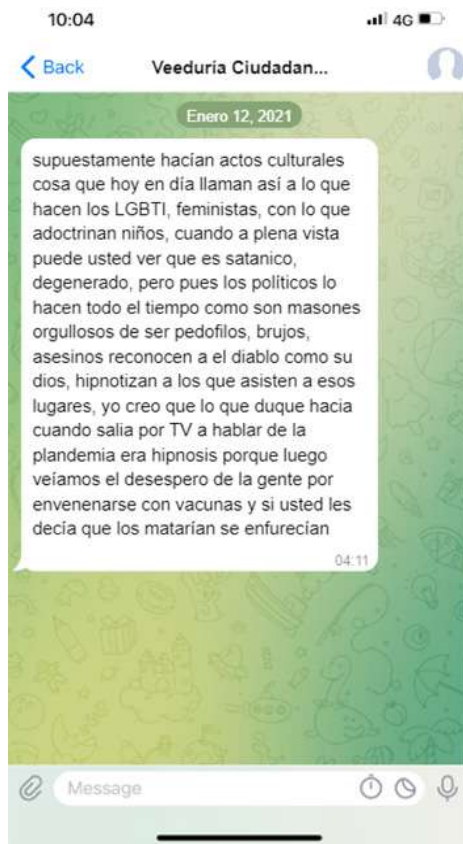 10:04
4G
Back
Veeduría Ciudadan...
Enero 12, 2021
supuestamente hacían actos culturales
cosa que hoy en día llaman así a lo que
hacen los LGBTI, feministas, con lo que
adoctrinan niños, cuando a plena vista
puede usted ver que es satanico,
degenerado, pero pues los políticos lo
hacen todo el tiempo como son masones
orgullosos de ser pedofilos, brujos,
asesinos reconocen a el diablo como su
dios, hipnotizan a los que asisten a esos
lugares, yo creo que lo que duque hacia
cuando salia por TV a hablar de la
plandemia era hipnosis porque luego
veíamos el desespero de la gente por
envenenarse con vacunas y si usted les
decía que los matarían se enfurecían
04:11
Message